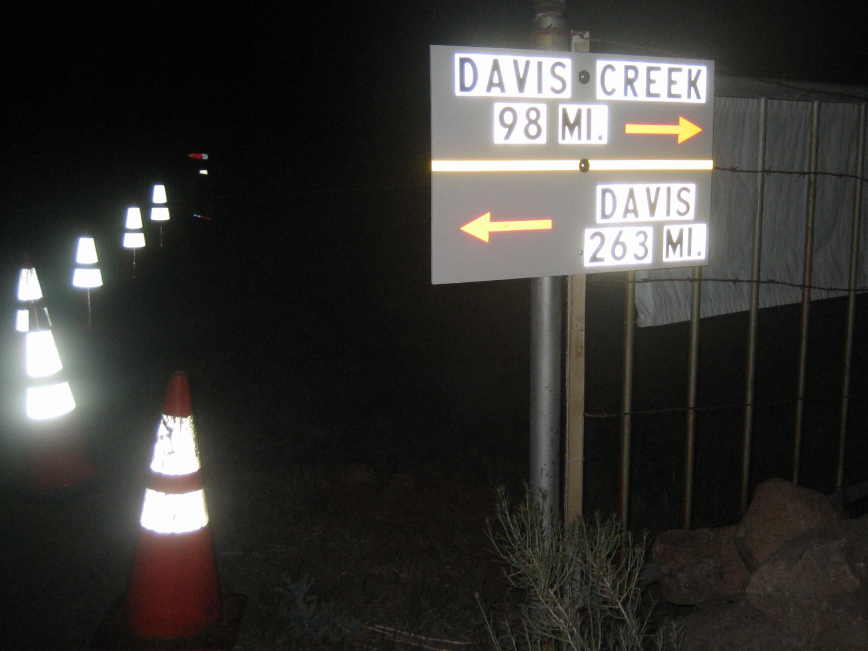 DAVIS CREEK
98 MI.
DAVIS
263 MI.